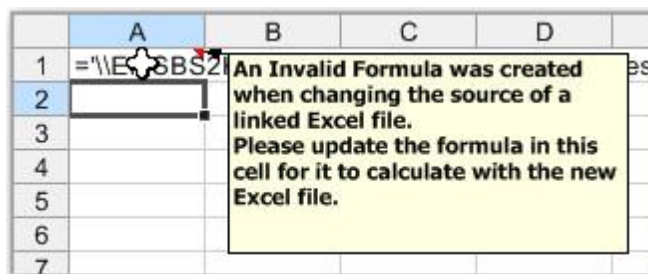 A B C D
1 ='\\E SBS2
An Invalid Formula was created
when changing the source of a
linked Excel file.
Please update the formula in this
cell for it to calculate with the new
Excel file.
2
3
4
5
6
7